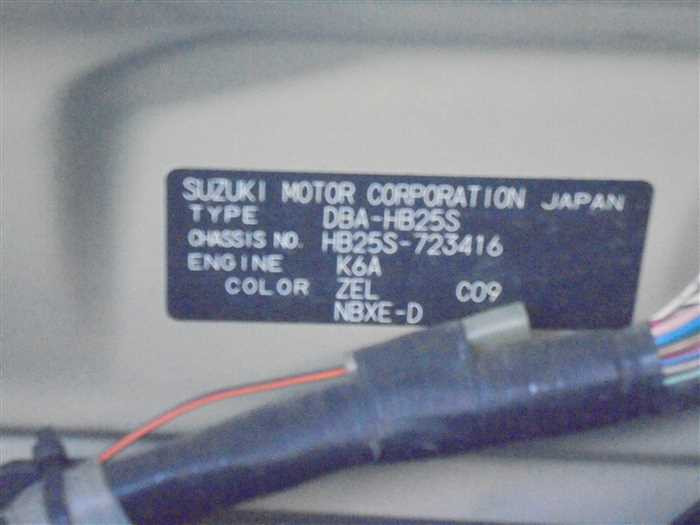 SUZUKI MOTOR CORPORATION JAPAN
TYPE DBA-HB25S
CHASSIS NO. HB25S-723416
ENGINE K6A
COLOR ZEL C09
NBXE-D